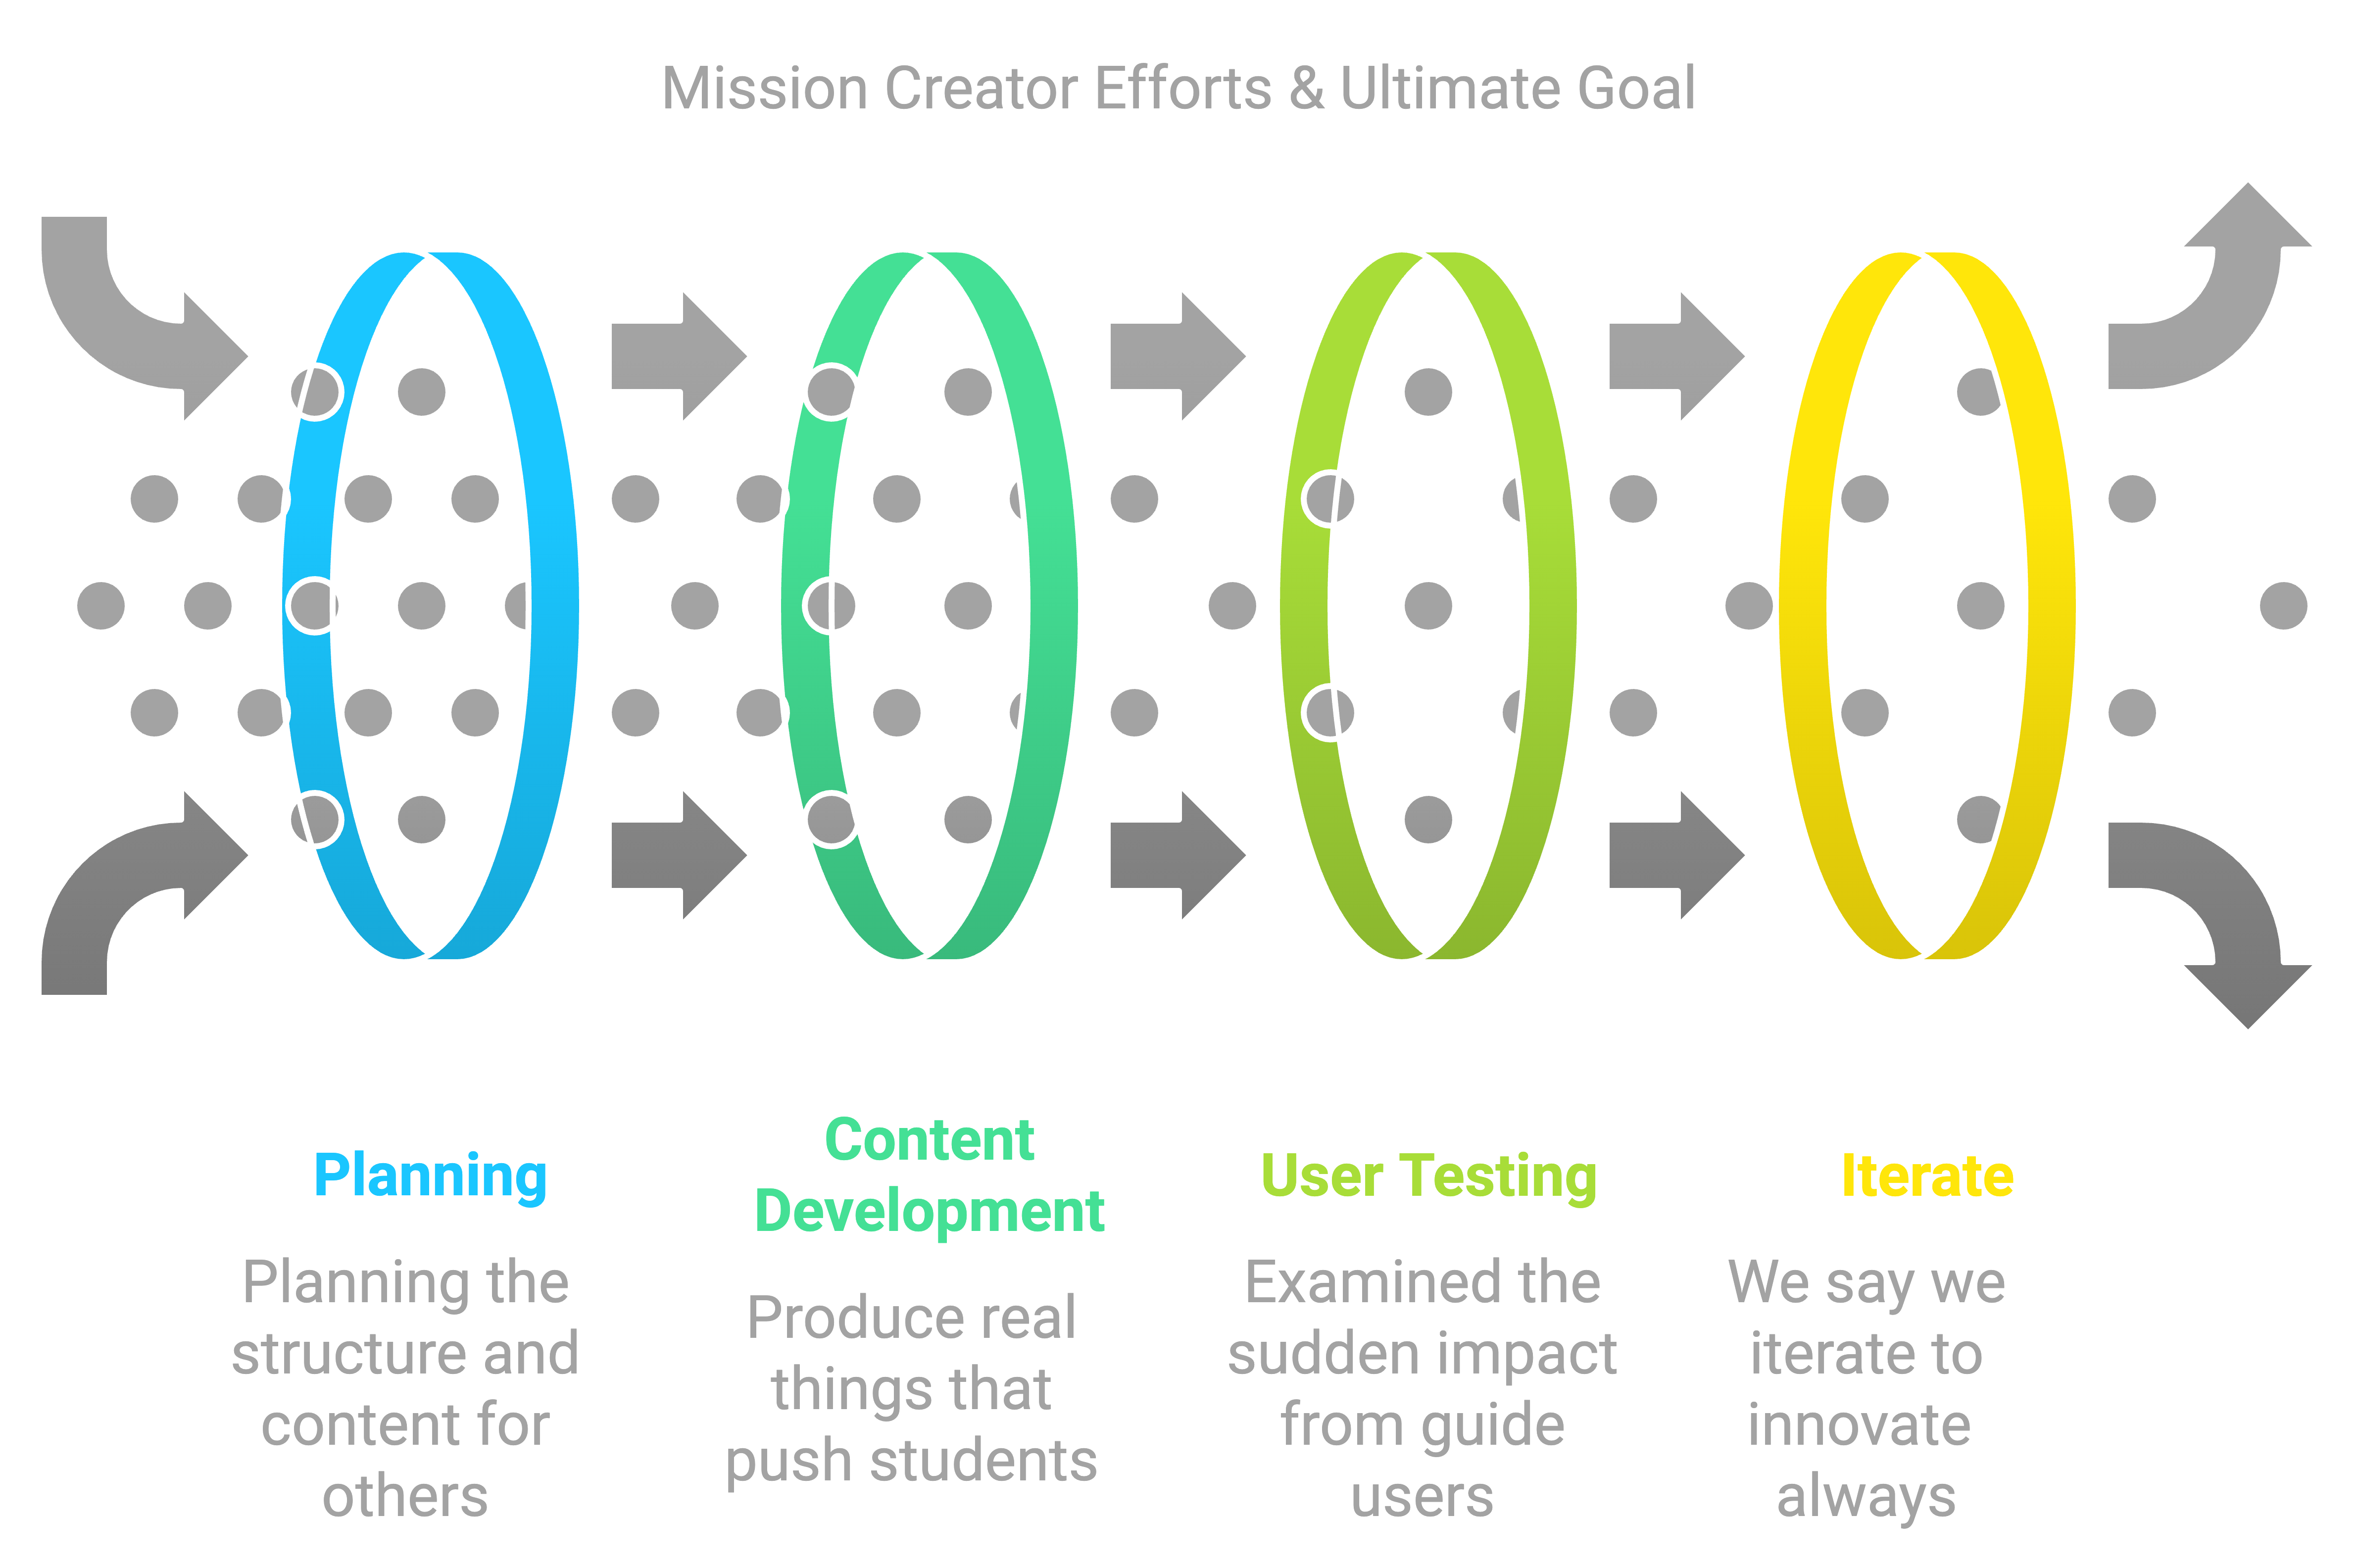 Mission Creator Efforts & Ultimate Goal
Planning
Planning the
structure and
content for
others
Content
Development
Produce real
things that
push students
User Testing
Examined the
sudden impact
from guide
users
Iterate
We say we
iterate to
innovate
always